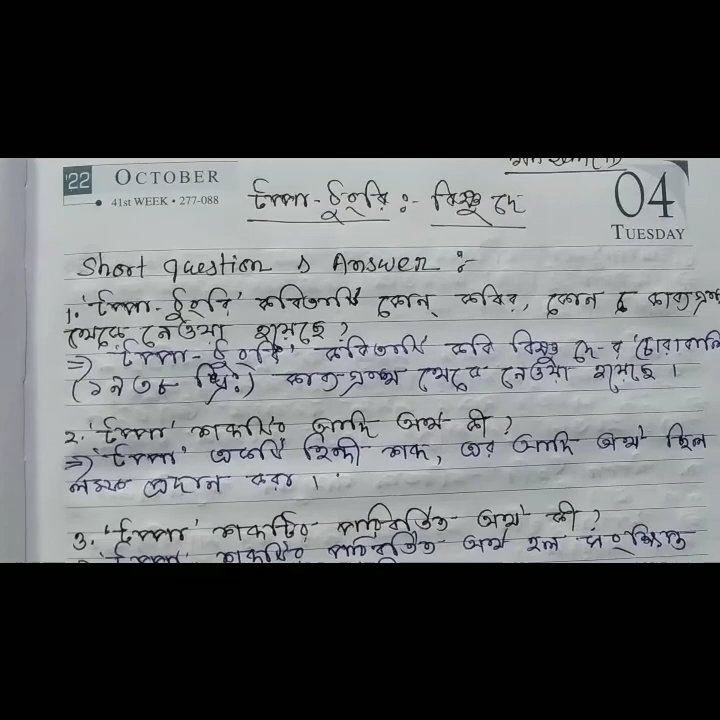 '22 OCTOBER
41st WEEK • 277-088
টপ্পা-ঠুংরি :- বিষ্ণু দে
04
TUESDAY
Short Question & Answer :-
1. 'টপ্পা-ঠুংরি' কবিতাটি কোন্ কবির, কোন কাব্যগ্রন্থ
থেকে নেওয়া হয়েছে?
⇒ 'টপ্পা-ঠুংরি' কবিতাটি কবি বিষ্ণু দে-র 'চোরাবালি
(১৯৩৮ খ্রি:) কাব্যগ্রন্থ থেকে নেওয়া হয়েছে।
2. 'টপ্পা' শব্দটির আদি অর্থ কী?
⇒ 'টপ্পা' একটি হিন্দী শব্দ, এর আদি অর্থ ছিল
লম্ফ প্রদান করা।
3. 'টপ্পা' শব্দটির পরিবর্তিত অর্থ কী?
'টপ্পা' শব্দটির পরিবর্তিত অর্থ হল সংক্ষিপ্ত